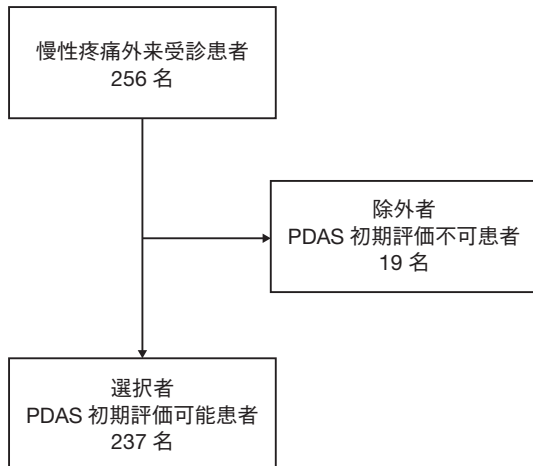 慢性疼痛外来受診患者
256 名
除外者
PDAS 初期評価不可患者
19 名
選択者
PDAS 初期評価可能患者
237 名